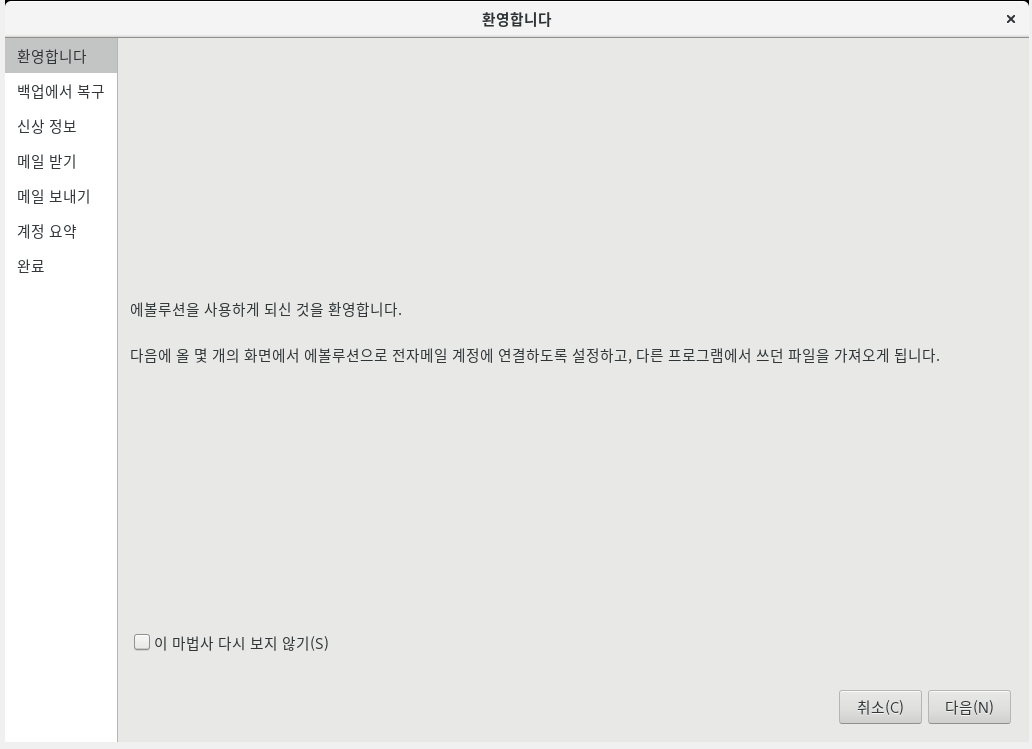 환영합니다
환영합니다
백업에서 복구
신상 정보
메일 받기
메일 보내기
계정 요약
완료
에볼루션을 사용하게 되신 것을 환영합니다.
다음에 올 몇 개의 화면에서 에볼루션으로 전자메일 계정에 연결하도록 설정하고, 다른 프로그램에서 쓰던 파일을 가져오게 됩니다.
이 마법사 다시 보지 않기(S)
취소(C)
다음(N)